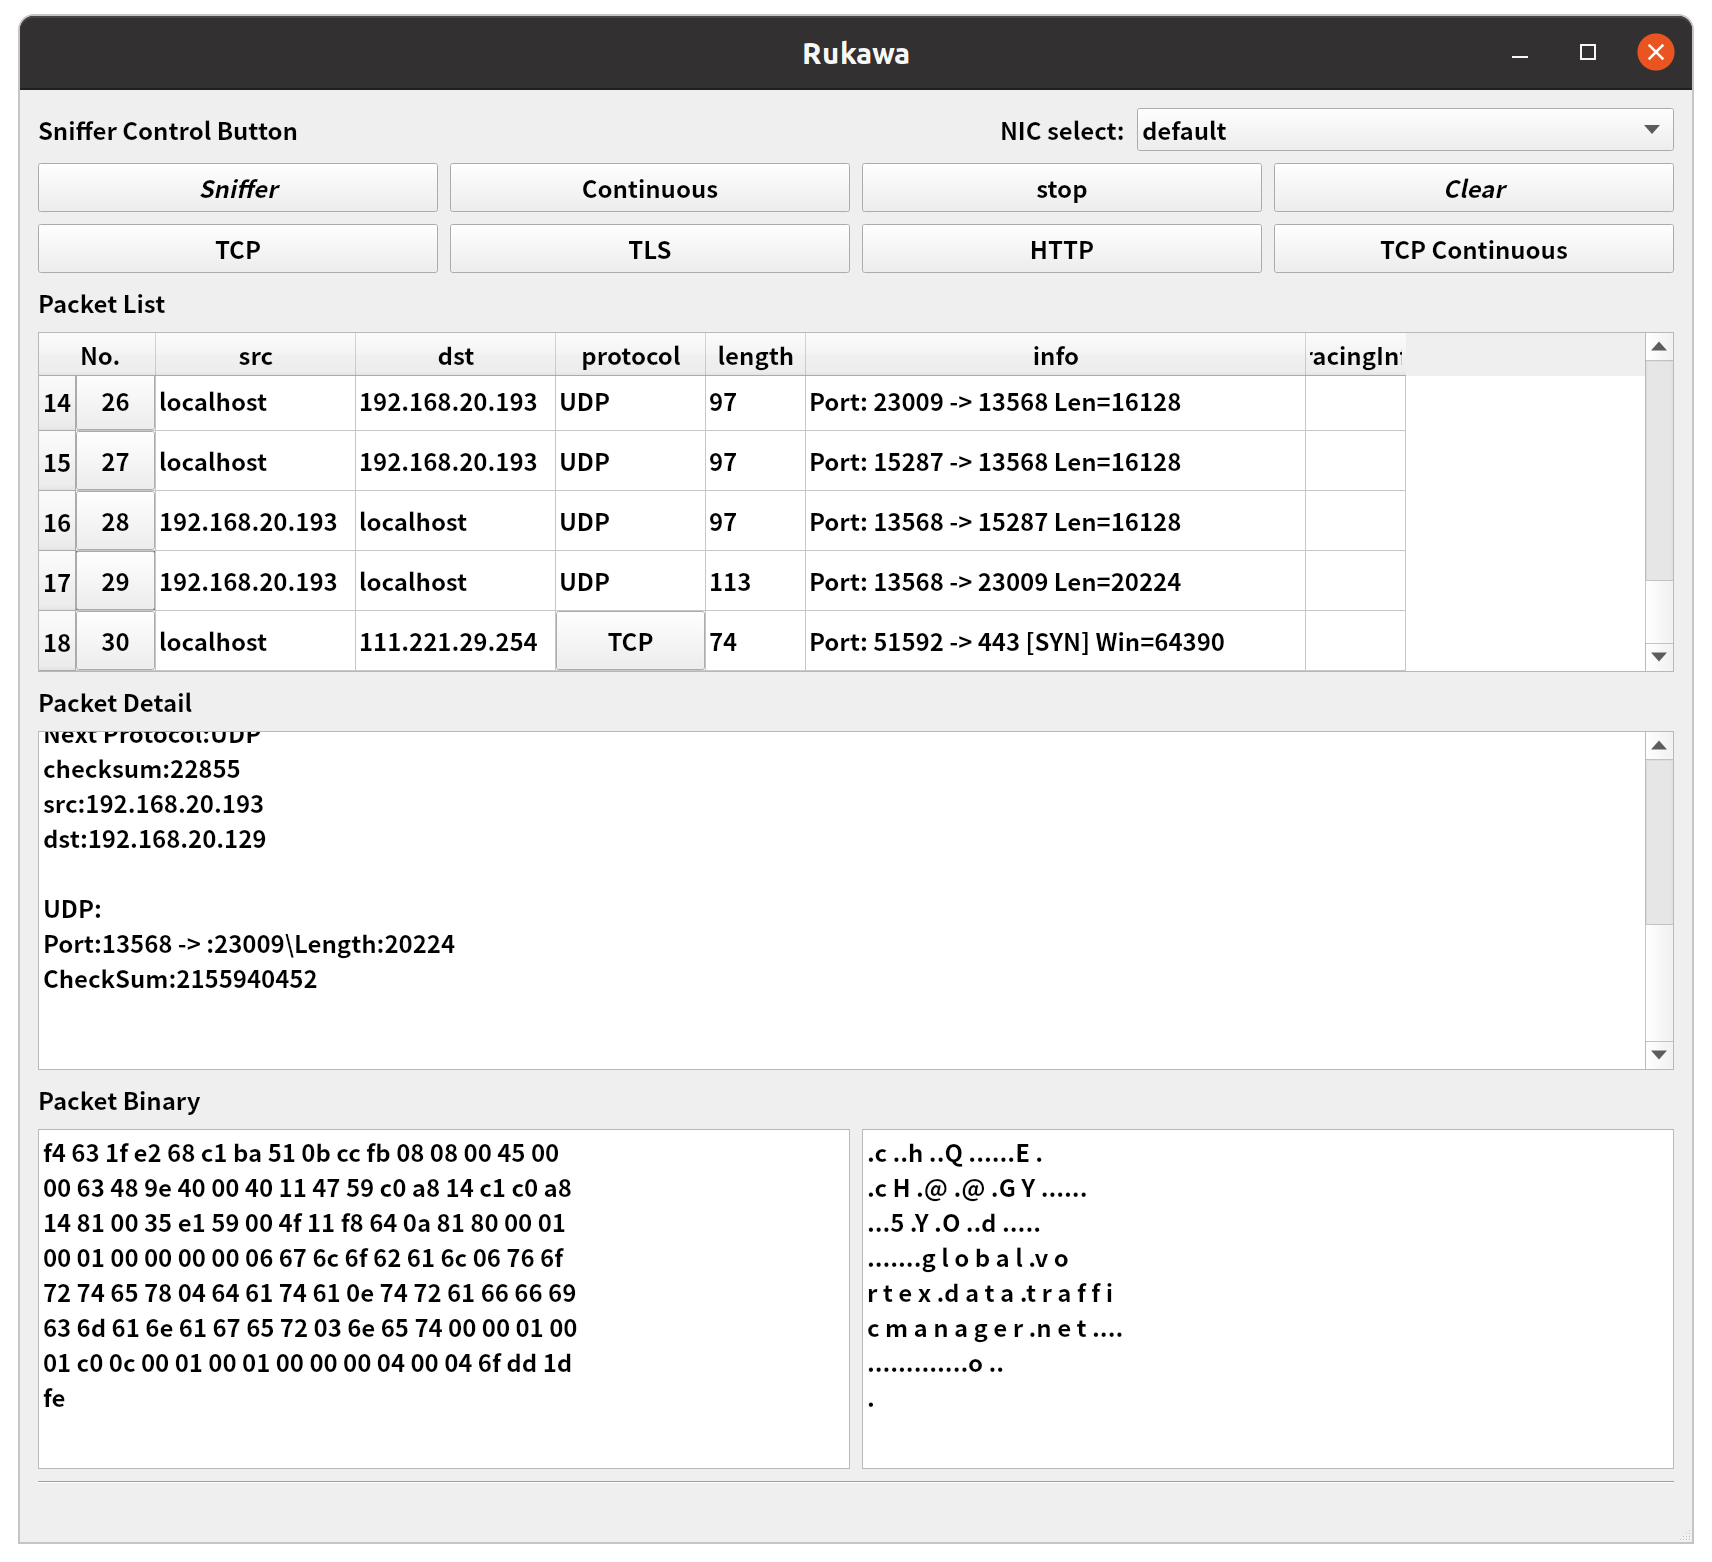 Rukawa
Sniffer Control Button NIC select: default
Sniffer Continuous stop Clear
TCP TLS HTTP TCP Continuous
Packet List
No. src dst protocol length info racingInf
14 26 localhost 192.168.20.193 UDP 97 Port: 23009 -> 13568 Len=16128
15 27 localhost 192.168.20.193 UDP 97 Port: 15287 -> 13568 Len=16128
16 28 192.168.20.193 localhost UDP 97 Port: 13568 -> 15287 Len=16128
17 29 192.168.20.193 localhost UDP 113 Port: 13568 -> 23009 Len=20224
18 30 localhost 111.221.29.254 TCP 74 Port: 51592 -> 443 [SYN] Win=64390
Packet Detail
Next Protocol:UDP
checksum:22855
src:192.168.20.193
dst:192.168.20.129
UDP:
Port:13568 -> :23009\Length:20224
CheckSum:2155940452
Packet Binary
f4 63 1f e2 68 c1 ba 51 0b cc fb 08 08 00 45 00
00 63 48 9e 40 00 40 11 47 59 c0 a8 14 c1 c0 a8
14 81 00 35 e1 59 00 4f 11 f8 64 0a 81 80 00 01
00 01 00 00 00 00 06 67 6c 6f 62 61 6c 06 76 6f
72 74 65 78 04 64 61 74 61 0e 74 72 61 66 66 69
63 6d 61 6e 61 67 65 72 03 6e 65 74 00 00 01 00
01 c0 0c 00 01 00 01 00 00 00 04 00 04 6f dd 1d
fe
.c ..h ..Q ......E .
.c H .@ .@ .G Y ......
...5 .Y .O ..d .....
.......g l o b a l .v o
r t e x .d a t a .t r a f f i
c m a n a g e r .n e t ....
.............o ..
.